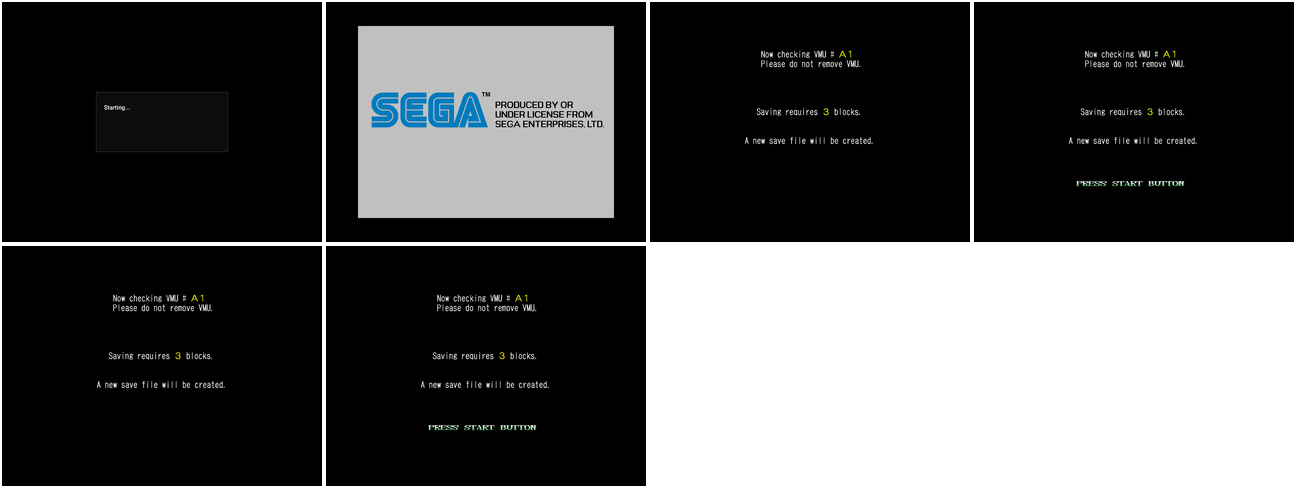 Starting...
SEGA™
PRODUCED BY OR
UNDER LICENSE FROM
SEGA ENTERPRISES, LTD.
Now checking VMU # A1
Please do not remove VMU.
Saving requires 3 blocks.
A new save file will be created.
Now checking VMU # A1
Please do not remove VMU.
Saving requires 3 blocks.
A new save file will be created.
PRESS START BUTTON
Now checking VMU # A1
Please do not remove VMU.
Saving requires 3 blocks.
A new save file will be created.
Now checking VMU # A1
Please do not remove VMU.
Saving requires 3 blocks.
A new save file will be created.
PRESS START BUTTON